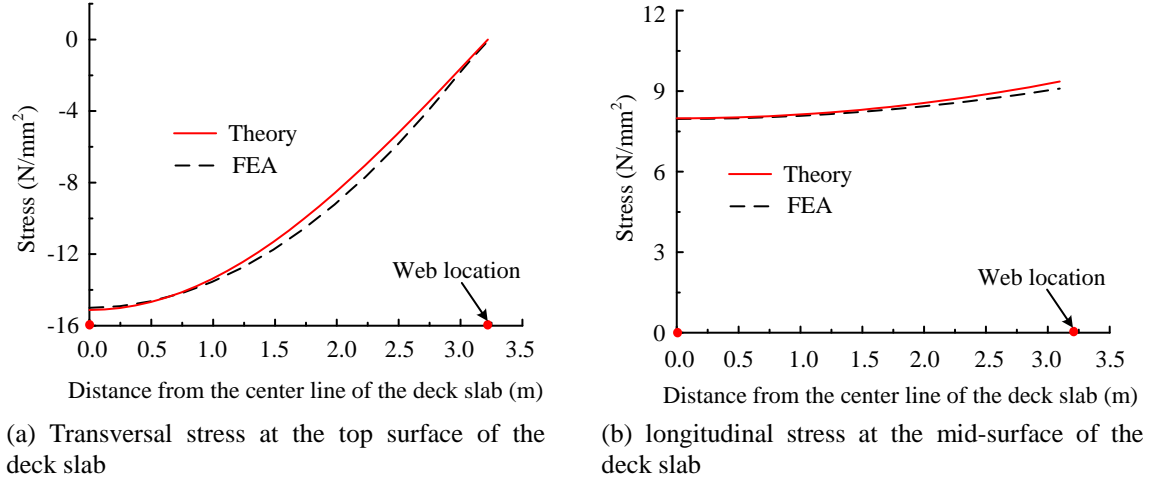 0
-4
-8
-12
-16
Stress (N/mm²)
Theory
FEA
Web location
0.0 0.5 1.0 1.5 2.0 2.5 3.0 3.5
Distance from the center line of the deck slab (m)
(a) Transversal stress at the top surface of the
deck slab
12
9
6
3
0
Stress (N/mm²)
Theory
FEA
Web location
0.0 0.5 1.0 1.5 2.0 2.5 3.0 3.5
Distance from the center line of the deck slab (m)
(b) longitudinal stress at the mid-surface of the
deck slab